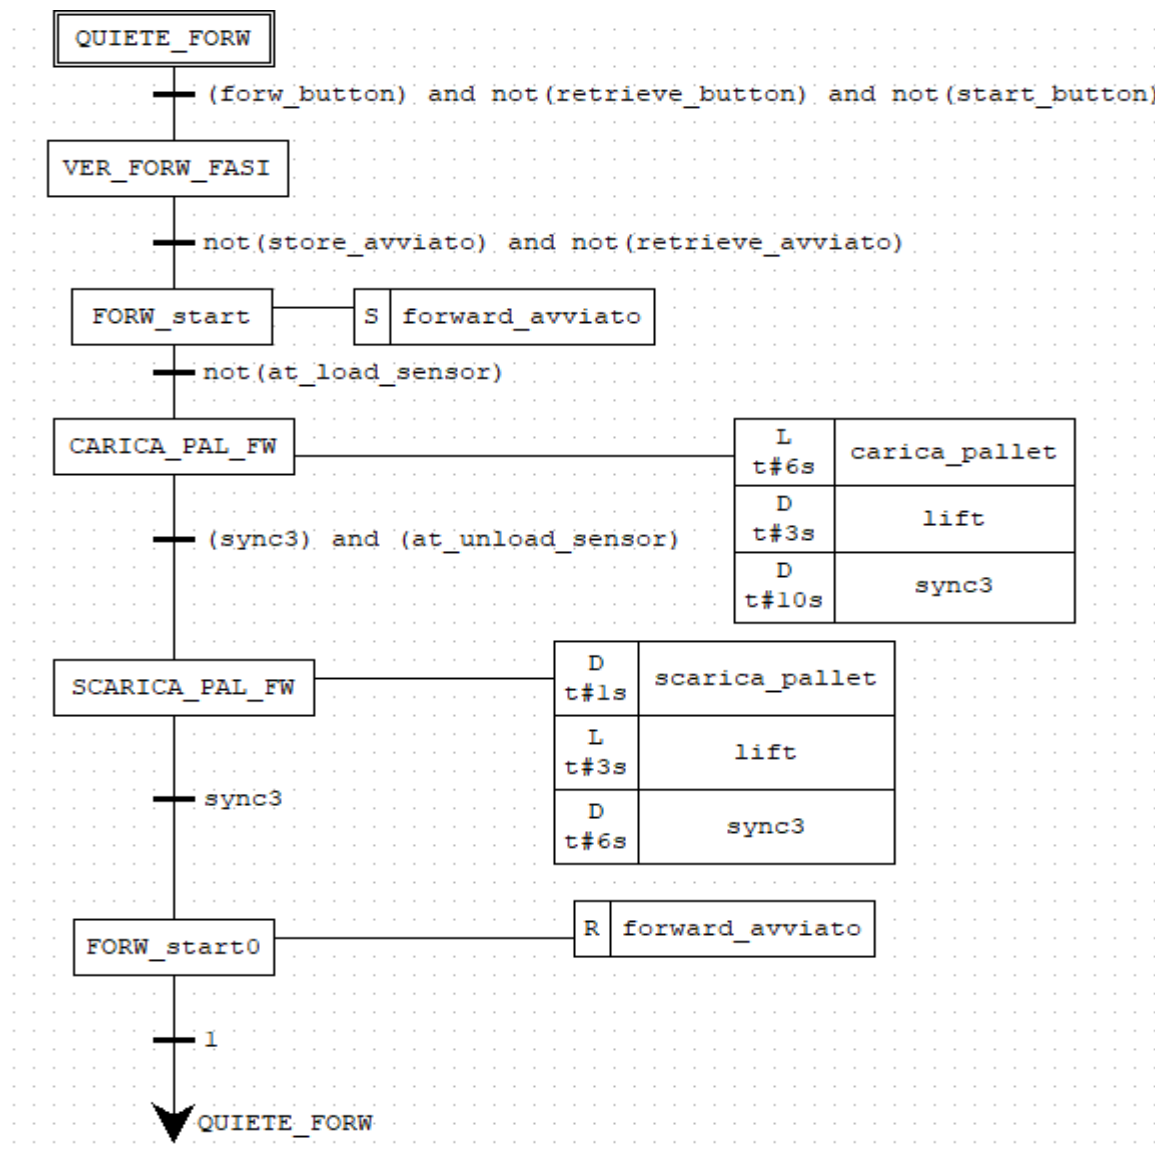 QUIETE_FORW
(forw_button) and not(retrieve_button) and not(start_button)
VER_FORW_FASI
not(store_avviato) and not(retrieve_avviato)
FORW_start
S forward_avviato
not(at_load_sensor)
CARICA_PAL_FW
L
t#6s
carica_pallet
D
t#3s
lift
D
t#10s
sync3
(sync3) and (at_unload_sensor)
SCARICA_PAL_FW
D
t#1s
scarica_pallet
L
t#3s
lift
D
t#6s
sync3
sync3
FORW_start0
R forward_avviato
1
QUIETE_FORW